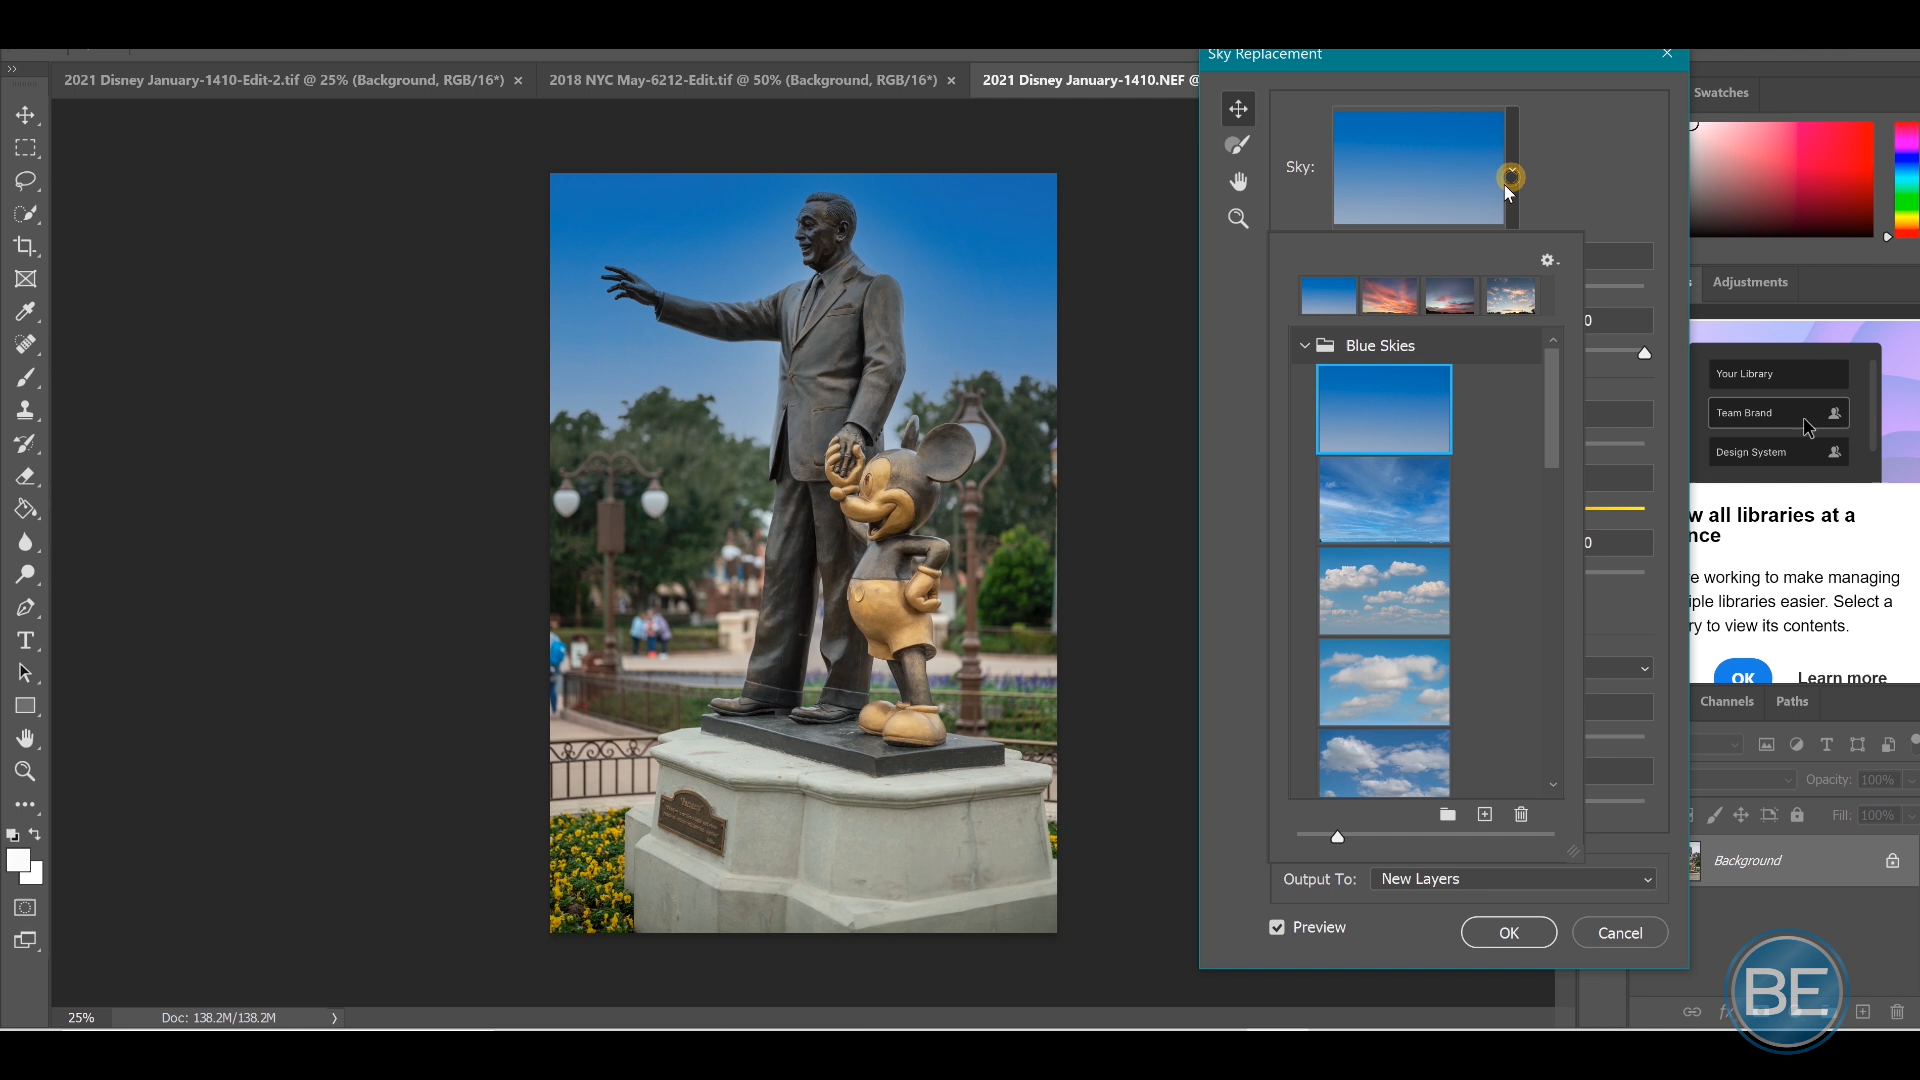 Sky Replacement
2021 Disney January-1410-Edit-2.tif @ 25% (Background, RGB/16*) ×
2018 NYC May-6212-Edit.tif @ 50% (Background, RGB/16*) ×
2021 Disney January-1410.NEF @
Swatches
Sky:
Adjustments
0
Blue Skies
Your Library
Team Brand
Design System
w all libraries at a
nce
0
e working to make managing
iple libraries easier. Select a
ry to view its contents.
OK
Learn more
Channels
Paths
Opacity: 100%
Fill: 100%
Background
Output To: New Layers
Preview
OK
Cancel
BE
25%
Doc: 138.2M/138.2M